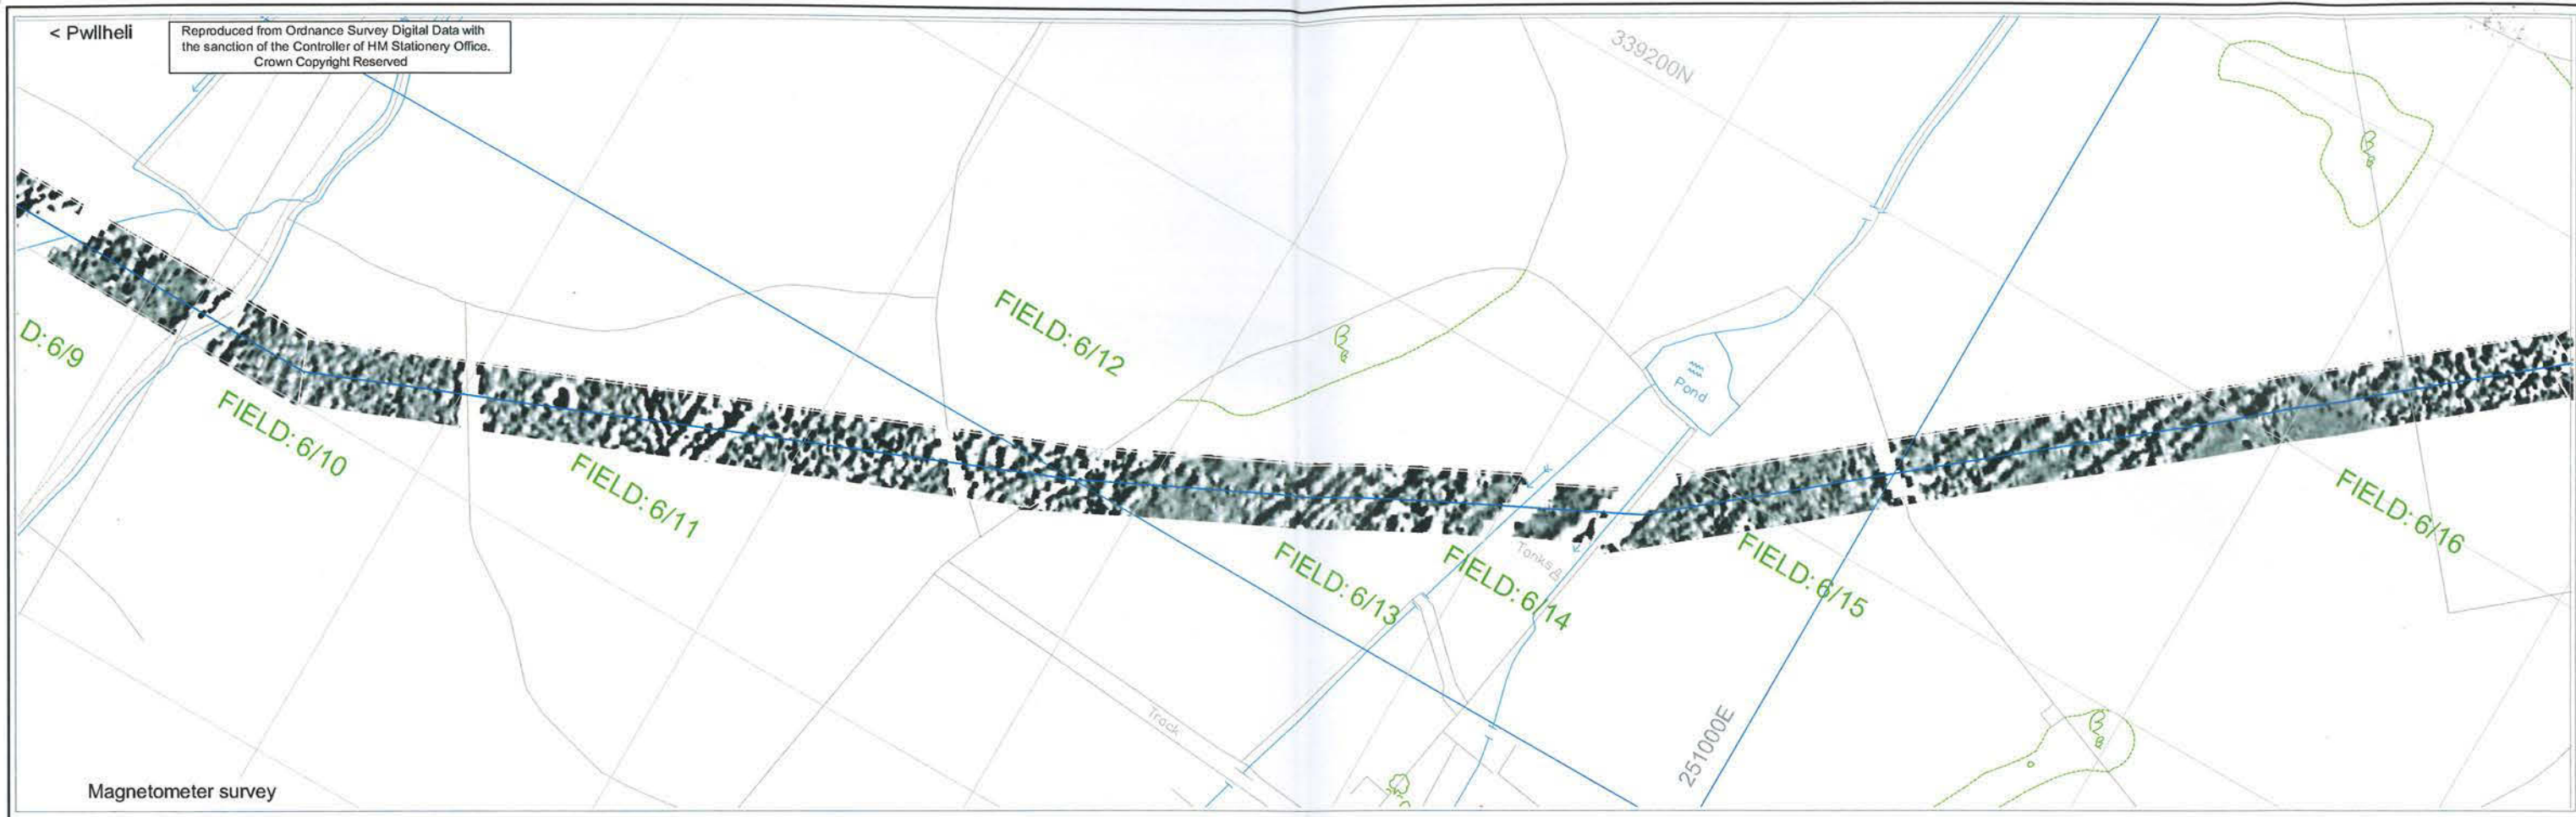 < Pwllheli
Reproduced from Ordnance Survey Digital Data with
the sanction of the Controller of HM Stationery Office.
Crown Copyright Reserved
339200N
D: 6/9
FIELD: 6/10
FIELD: 6/11
FIELD: 6/12
FIELD: 6/13
FIELD: 6/14
FIELD: 6/15
FIELD: 6/16
Pond
Tanks
Track
251000E
Magnetometer survey